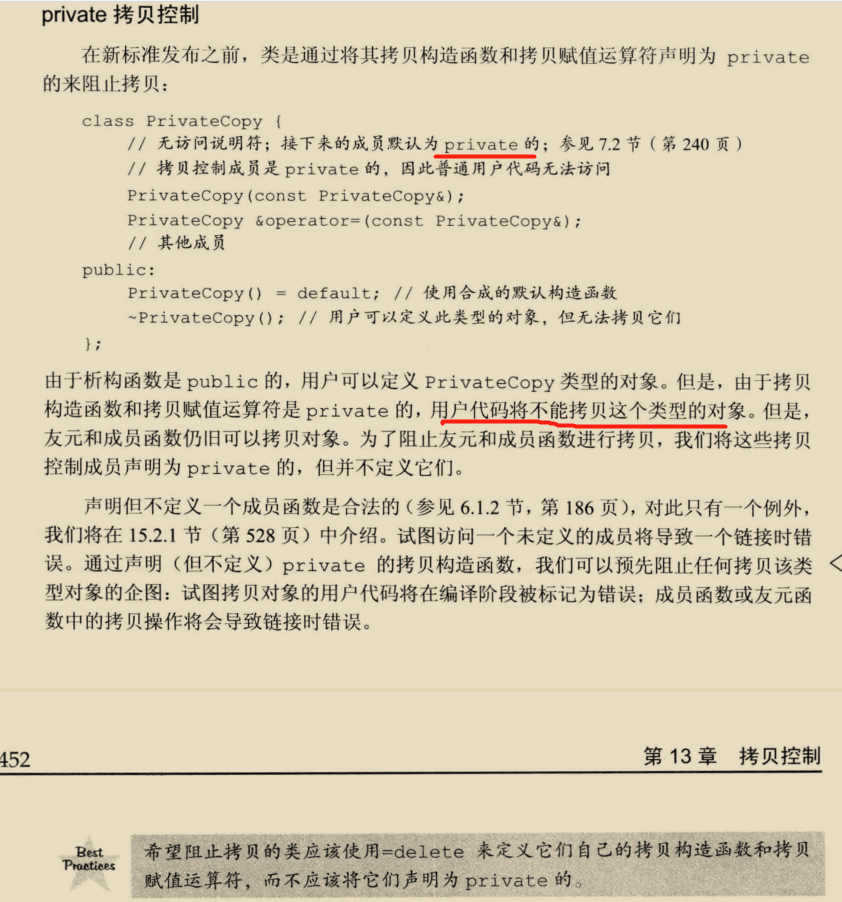 private 拷贝控制
在新标准发布之前，类是通过将其拷贝构造函数和拷贝赋值运算符声明为 private
的来阻止拷贝：
class PrivateCopy {
// 无访问说明符；接下来的成员默认为 private 的；参见 7.2 节（第 240 页）
// 拷贝控制成员是 private 的，因此普通用户代码无法访问
PrivateCopy(const PrivateCopy&);
PrivateCopy &operator=(const PrivateCopy&);
// 其他成员
public:
PrivateCopy() = default; // 使用合成的默认构造函数
~PrivateCopy(); // 用户可以定义此类型的对象，但无法拷贝它们
};
由于析构函数是 public 的，用户可以定义 PrivateCopy 类型的对象。但是，由于拷贝
构造函数和拷贝赋值运算符是 private 的，用户代码将不能拷贝这个类型的对象。但是，
友元和成员函数仍旧可以拷贝对象。为了阻止友元和成员函数进行拷贝，我们将这些拷贝
控制成员声明为 private 的，但并不定义它们。
声明但不定义一个成员函数是合法的（参见 6.1.2 节，第 186 页），对此只有一个例外，
我们将在 15.2.1 节（第 528 页）中介绍。试图访问一个未定义的成员将导致一个链接时错
误。通过声明（但不定义）private 的拷贝构造函数，我们可以预先阻止任何拷贝该类
型对象的企图：试图拷贝对象的用户代码将在编译阶段被标记为错误；成员函数或友元函
数中的拷贝操作将会导致链接时错误。
452
第 13 章 拷贝控制
Best
Practices
希望阻止拷贝的类应该使用=delete 来定义它们自己的拷贝构造函数和拷贝
赋值运算符，而不应该将它们声明为 private 的。